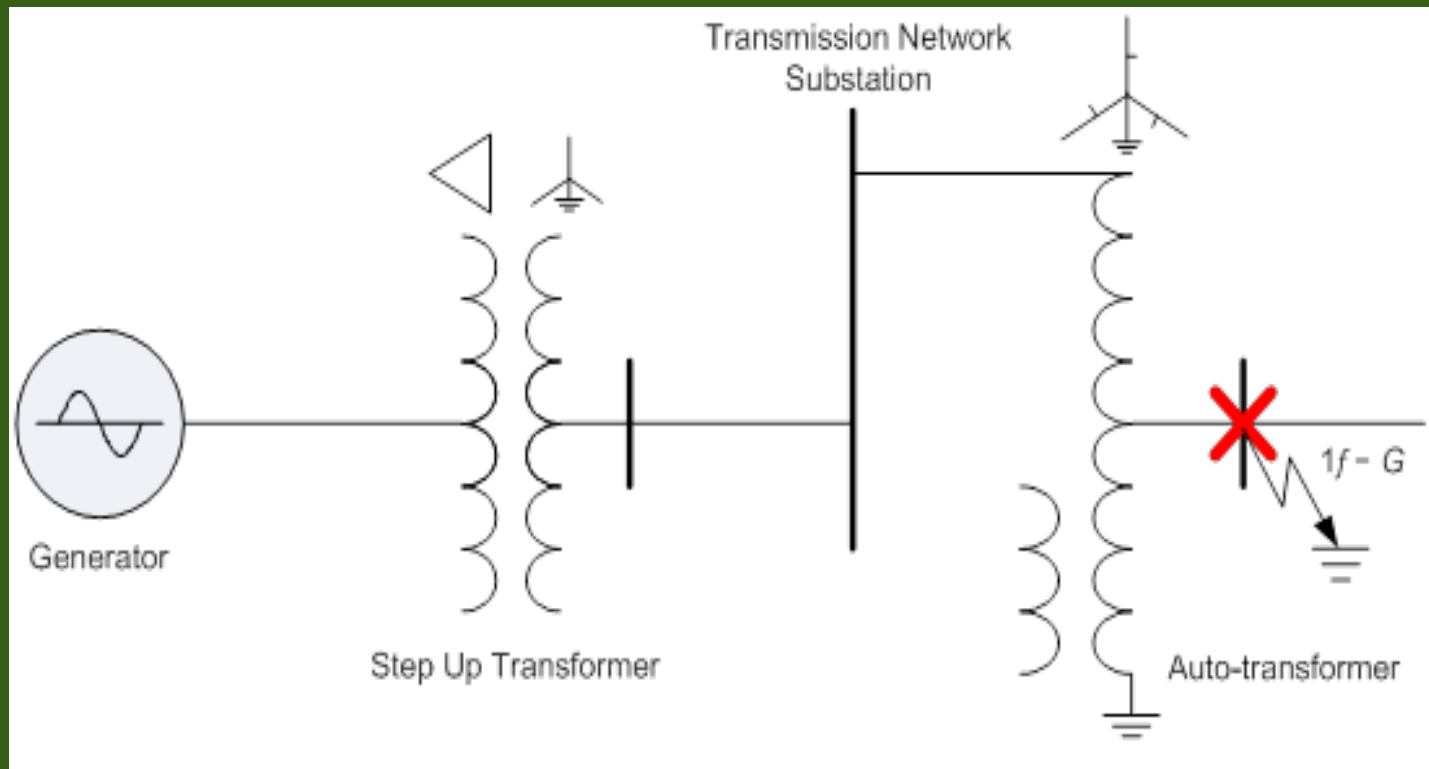 Transmission Network
Substation
1f - G
Generator
Step Up Transformer
Auto-transformer